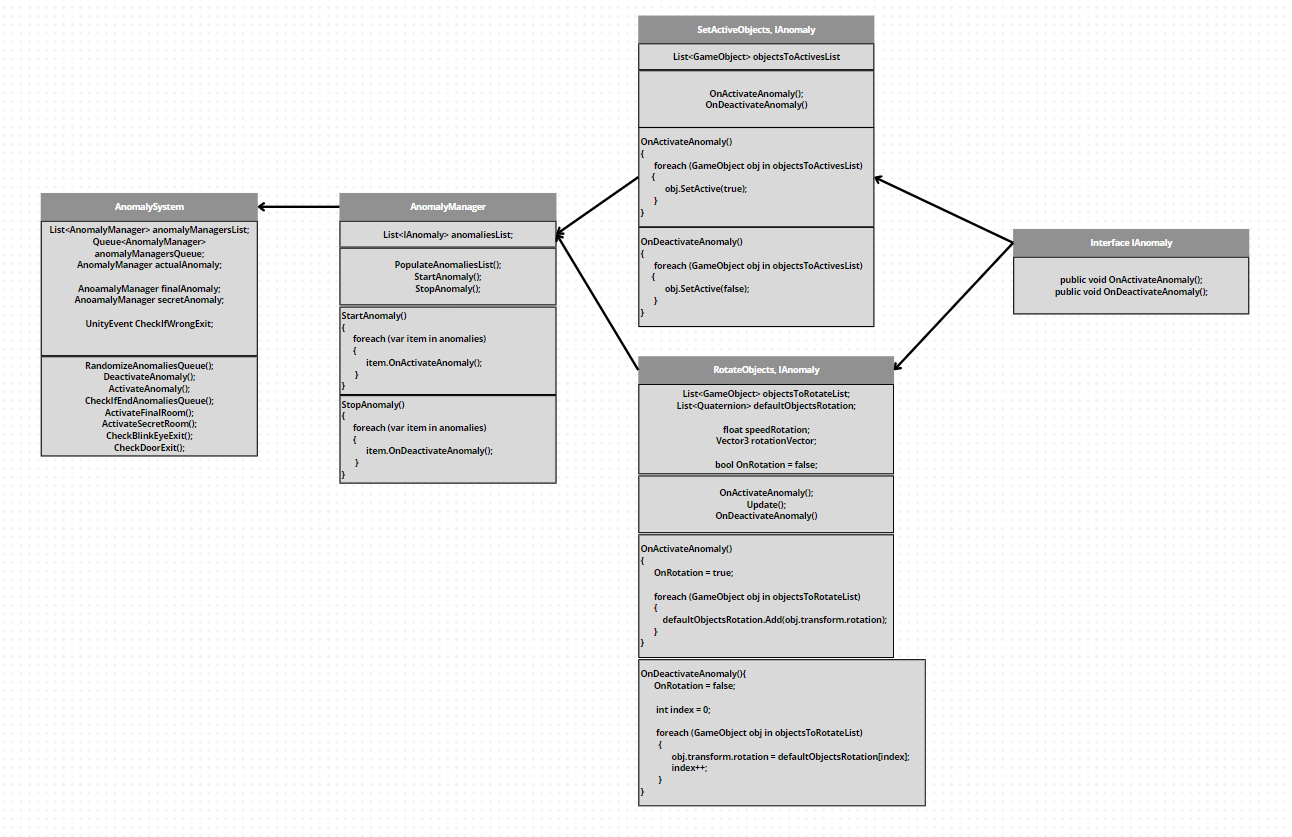 AnomalySystem
List<AnomalyManager> anomalyManagersList;
Queue<AnomalyManager>
anomalyManagersQueue;
AnomalyManager actualAnomaly;
AnoamalyManager finalAnomaly;
AnoamalyManager secretAnomaly;
UnityEvent CheckIfWrongExit;
RandomizeAnomaliesQueue();
DeactivateAnomaly();
ActivateAnomaly();
CheckIfEndAnomaliesQueue();
ActivateFinalRoom();
ActivateSecretRoom();
CheckBlinkEyeExit();
CheckDoorExit();
AnomalyManager
List<IAnomaly> anomaliesList;
PopulateAnomaliesList();
StartAnomaly();
StopAnomaly();
StartAnomaly()
{
foreach (var item in anomalies)
{
item.OnActivateAnomaly();
}
}
StopAnomaly()
{
foreach (var item in anomalies)
{
item.OnDeactivateAnomaly();
}
}
SetActiveObjects, IAnomaly
List<GameObject> objectsToActivesList
OnActivateAnomaly();
OnDeactivateAnomaly()
OnActivateAnomaly()
{
foreach (GameObject obj in objectsToActivesList)
{
obj.SetActive(true);
}
}
OnDeactivateAnomaly()
{
foreach (GameObject obj in objectsToActivesList)
{
obj.SetActive(false);
}
}
RotateObjects, IAnomaly
List<GameObject> objectsToRotateList;
List<Quaternion> defaultObjectsRotation;
float speedRotation;
Vector3 rotationVector;
bool OnRotation = false;
OnActivateAnomaly();
Update();
OnDeactivateAnomaly()
OnActivateAnomaly()
{
OnRotation = true;
foreach (GameObject obj in objectsToRotateList)
{
defaultObjectsRotation.Add(obj.transform.rotation);
}
}
OnDeactivateAnomaly(){
OnRotation = false;
int index = 0;
foreach (GameObject obj in objectsToRotateList)
{
obj.transform.rotation = defaultObjectsRotation[index];
index++;
}
}
Interface IAnomaly
public void OnActivateAnomaly();
public void OnDeactivateAnomaly();